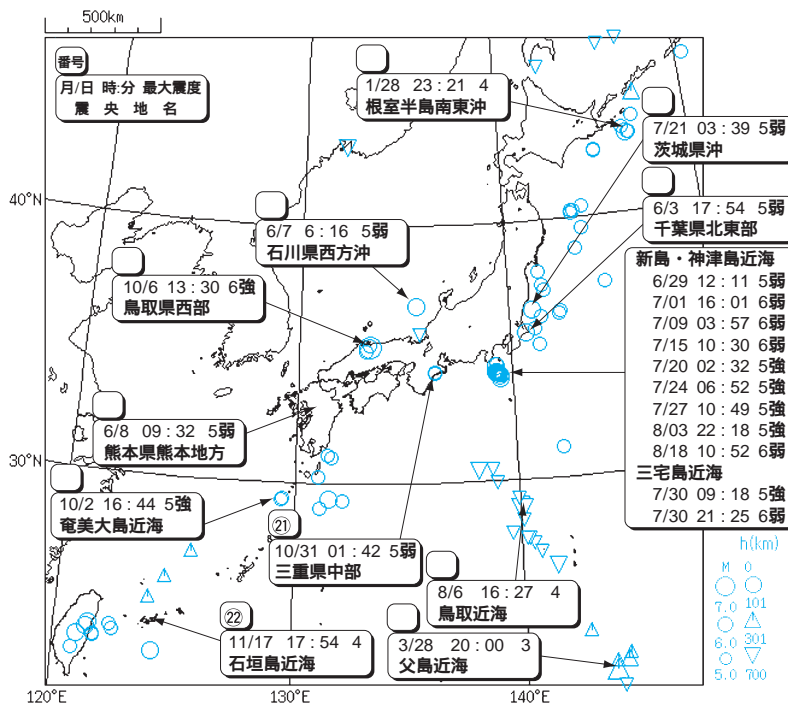 500km
番号
月/日 時:分 最大震度
震央地名
1/28 23:21 4
根室半島南東沖
7/21 03:39 5弱
茨城県沖
6/3 17:54 5弱
千葉県北東部
40°N
6/7 6:16 5弱
石川県西方沖
10/6 13:30 6強
鳥取県西部
新島・神津島近海
6/29 12:11 5弱
7/01 16:01 6弱
7/09 03:57 6弱
7/15 10:30 6弱
7/20 02:32 5強
7/24 06:52 5強
7/27 10:49 5強
8/03 22:18 5強
8/18 10:52 6弱
三宅島近海
7/30 09:18 5強
7/30 21:25 6弱
6/8 09:32 5弱
熊本県熊本地方
30°N
10/2 16:44 5強
奄美大島近海
㉑
10/31 01:42 5弱
三重県中部
8/6 16:27 4
鳥取近海
㉒
11/17 17:54 4
石垣島近海
3/28 20:00 3
父島近海
h(km)
M 0
7.0 101
6.0 301
5.0 700
120°E
130°E
140°E